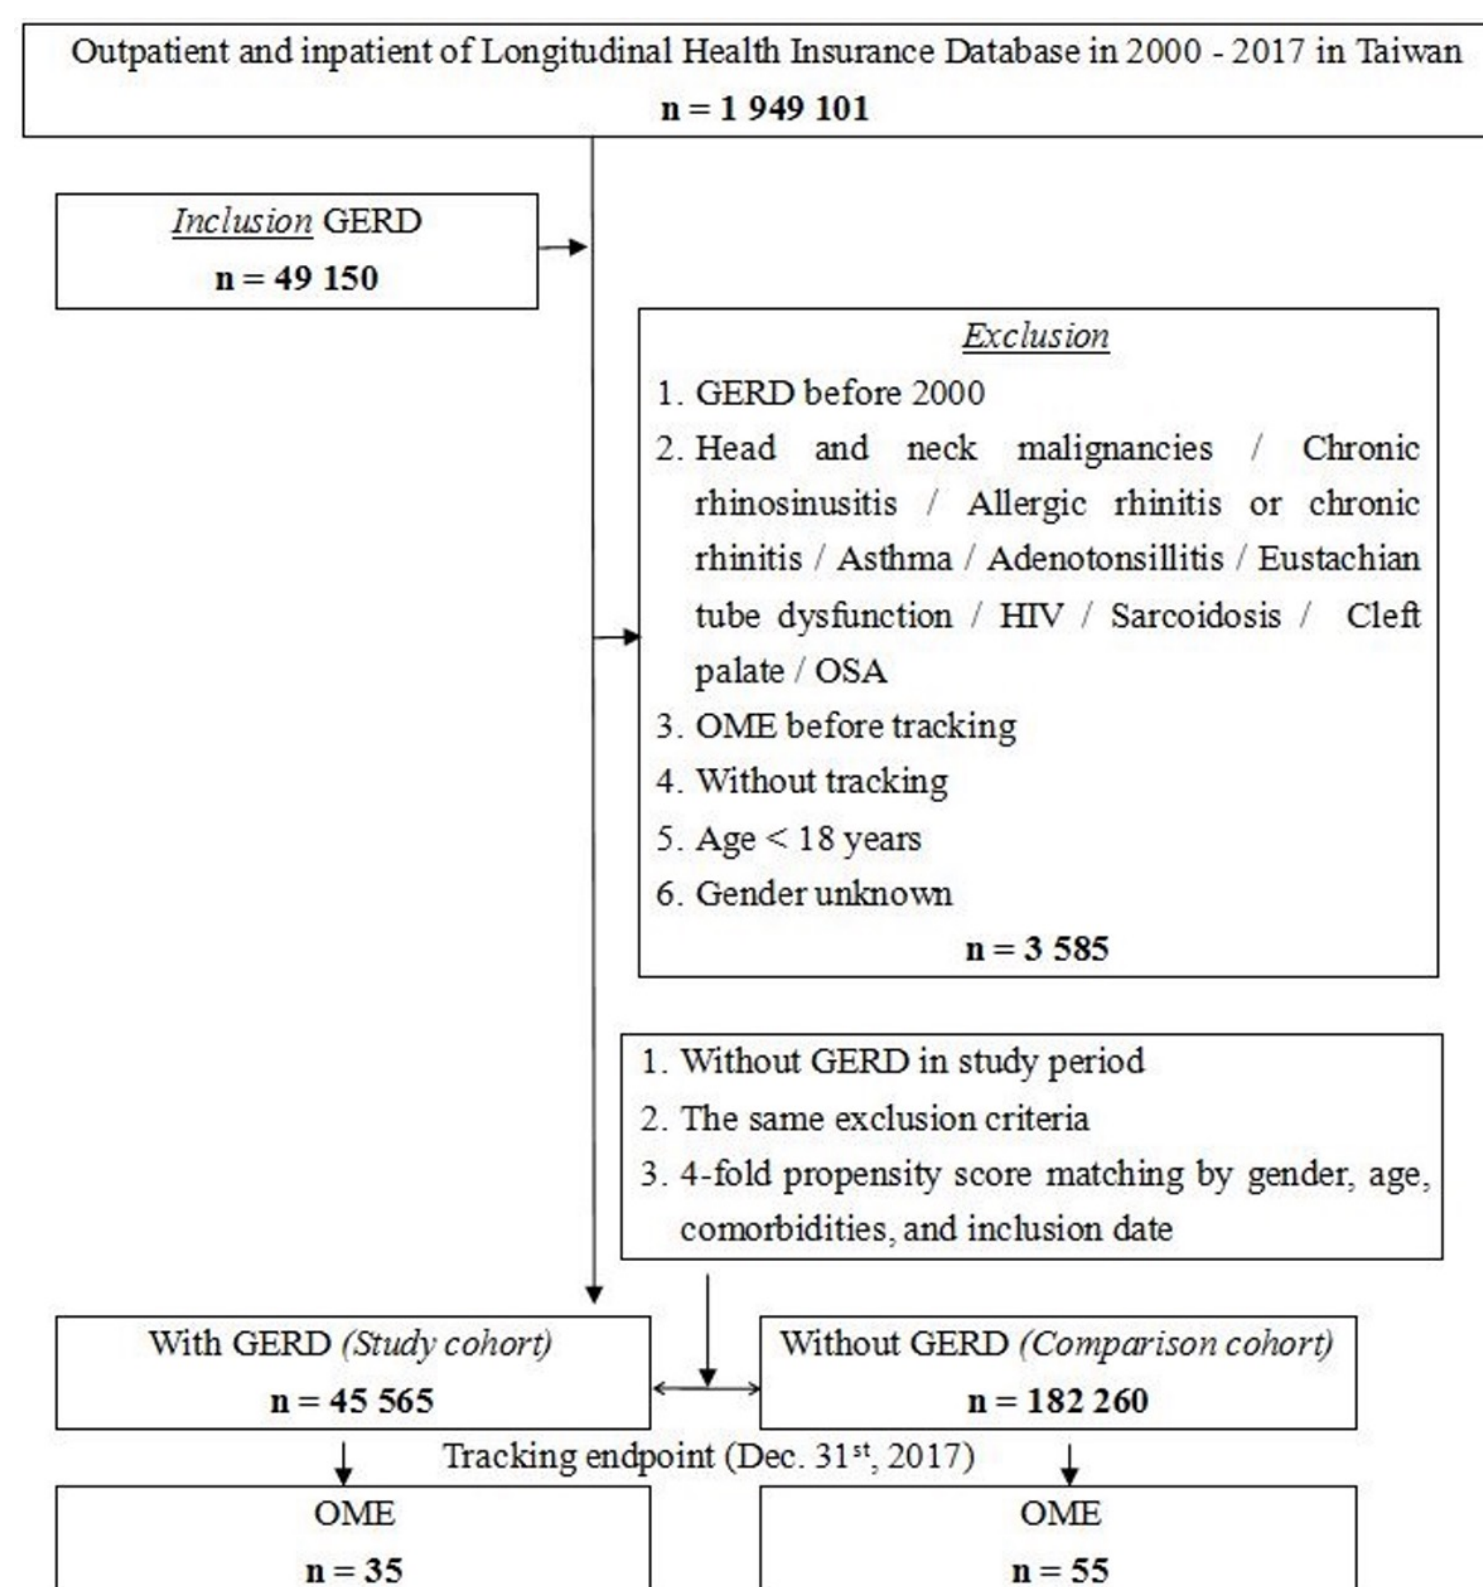 Outpatient and inpatient of Longitudinal Health Insurance Database in 2000 - 2017 in Taiwan
n = 1 949 101
Inclusion GERD
n = 49 150
Exclusion
1. GERD before 2000
2. Head and neck malignancies / Chronic
rhinosinusitis / Allergic rhinitis or chronic
rhinitis / Asthma / Adenotonsillitis / Eustachian
tube dysfunction / HIV / Sarcoidosis / Cleft
palate / OSA
3. OME before tracking
4. Without tracking
5. Age < 18 years
6. Gender unknown
n = 3 585
1. Without GERD in study period
2. The same exclusion criteria
3. 4-fold propensity score matching by gender, age,
comorbidities, and inclusion date
With GERD (Study cohort)
n = 45 565
Without GERD (Comparison cohort)
n = 182 260
Tracking endpoint (Dec. 31st, 2017)
OME
n = 35
OME
n = 55